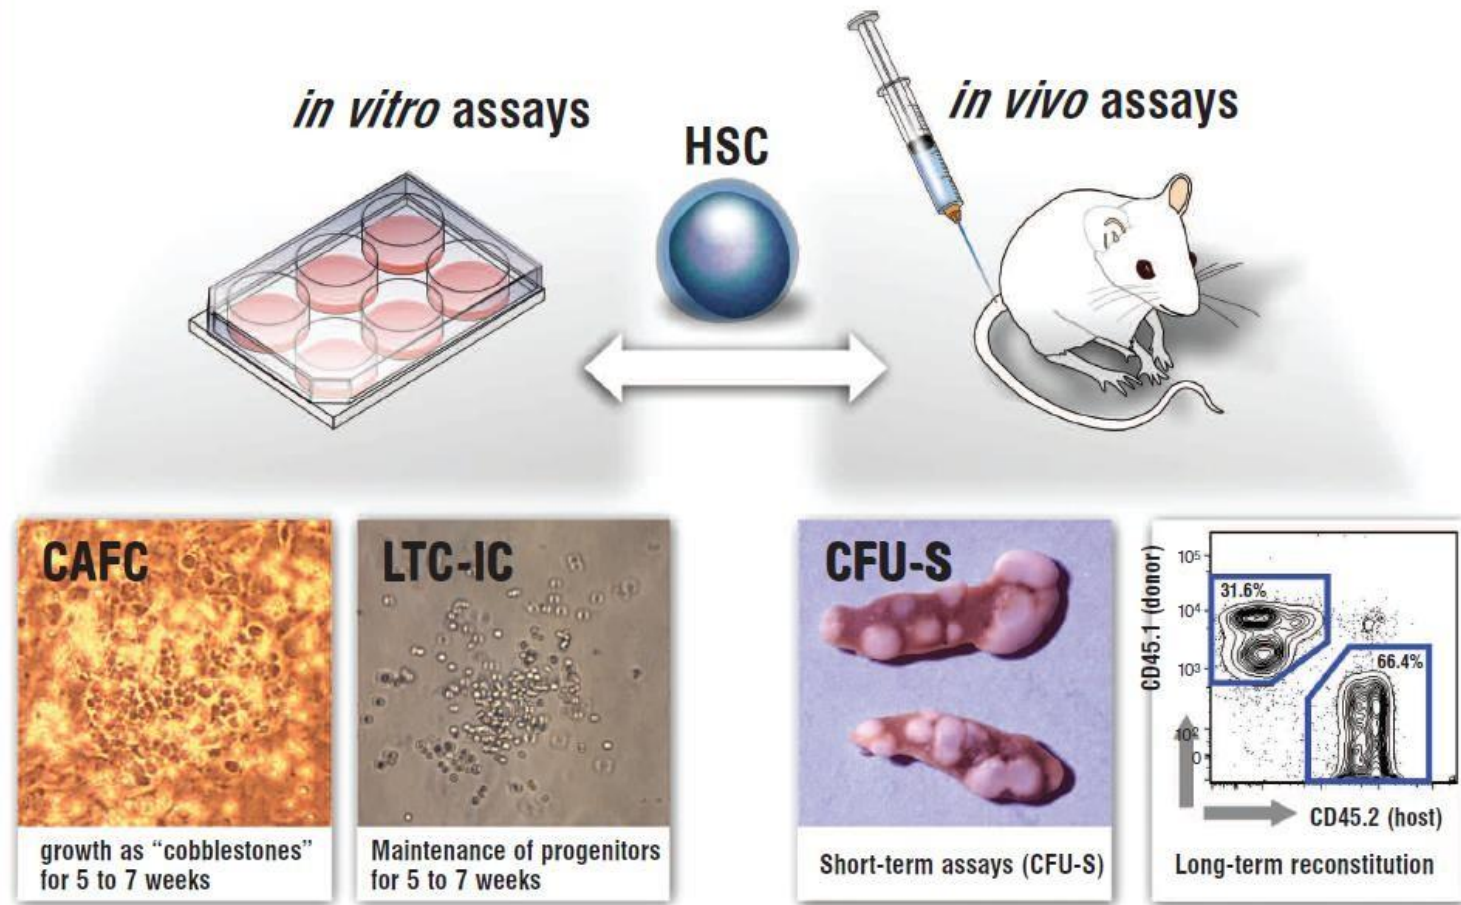 in vitro assays
HSC
in vivo assays
CAFC
growth as “cobblestones”
for 5 to 7 weeks
LTC-IC
Maintenance of progenitors
for 5 to 7 weeks
CFU-S
Short-term assays (CFU-S)
CD45.1 (donor)
10⁵
10⁴
10³
10²
0
31.6%
66.4%
CD45.2 (host)
Long-term reconstitution